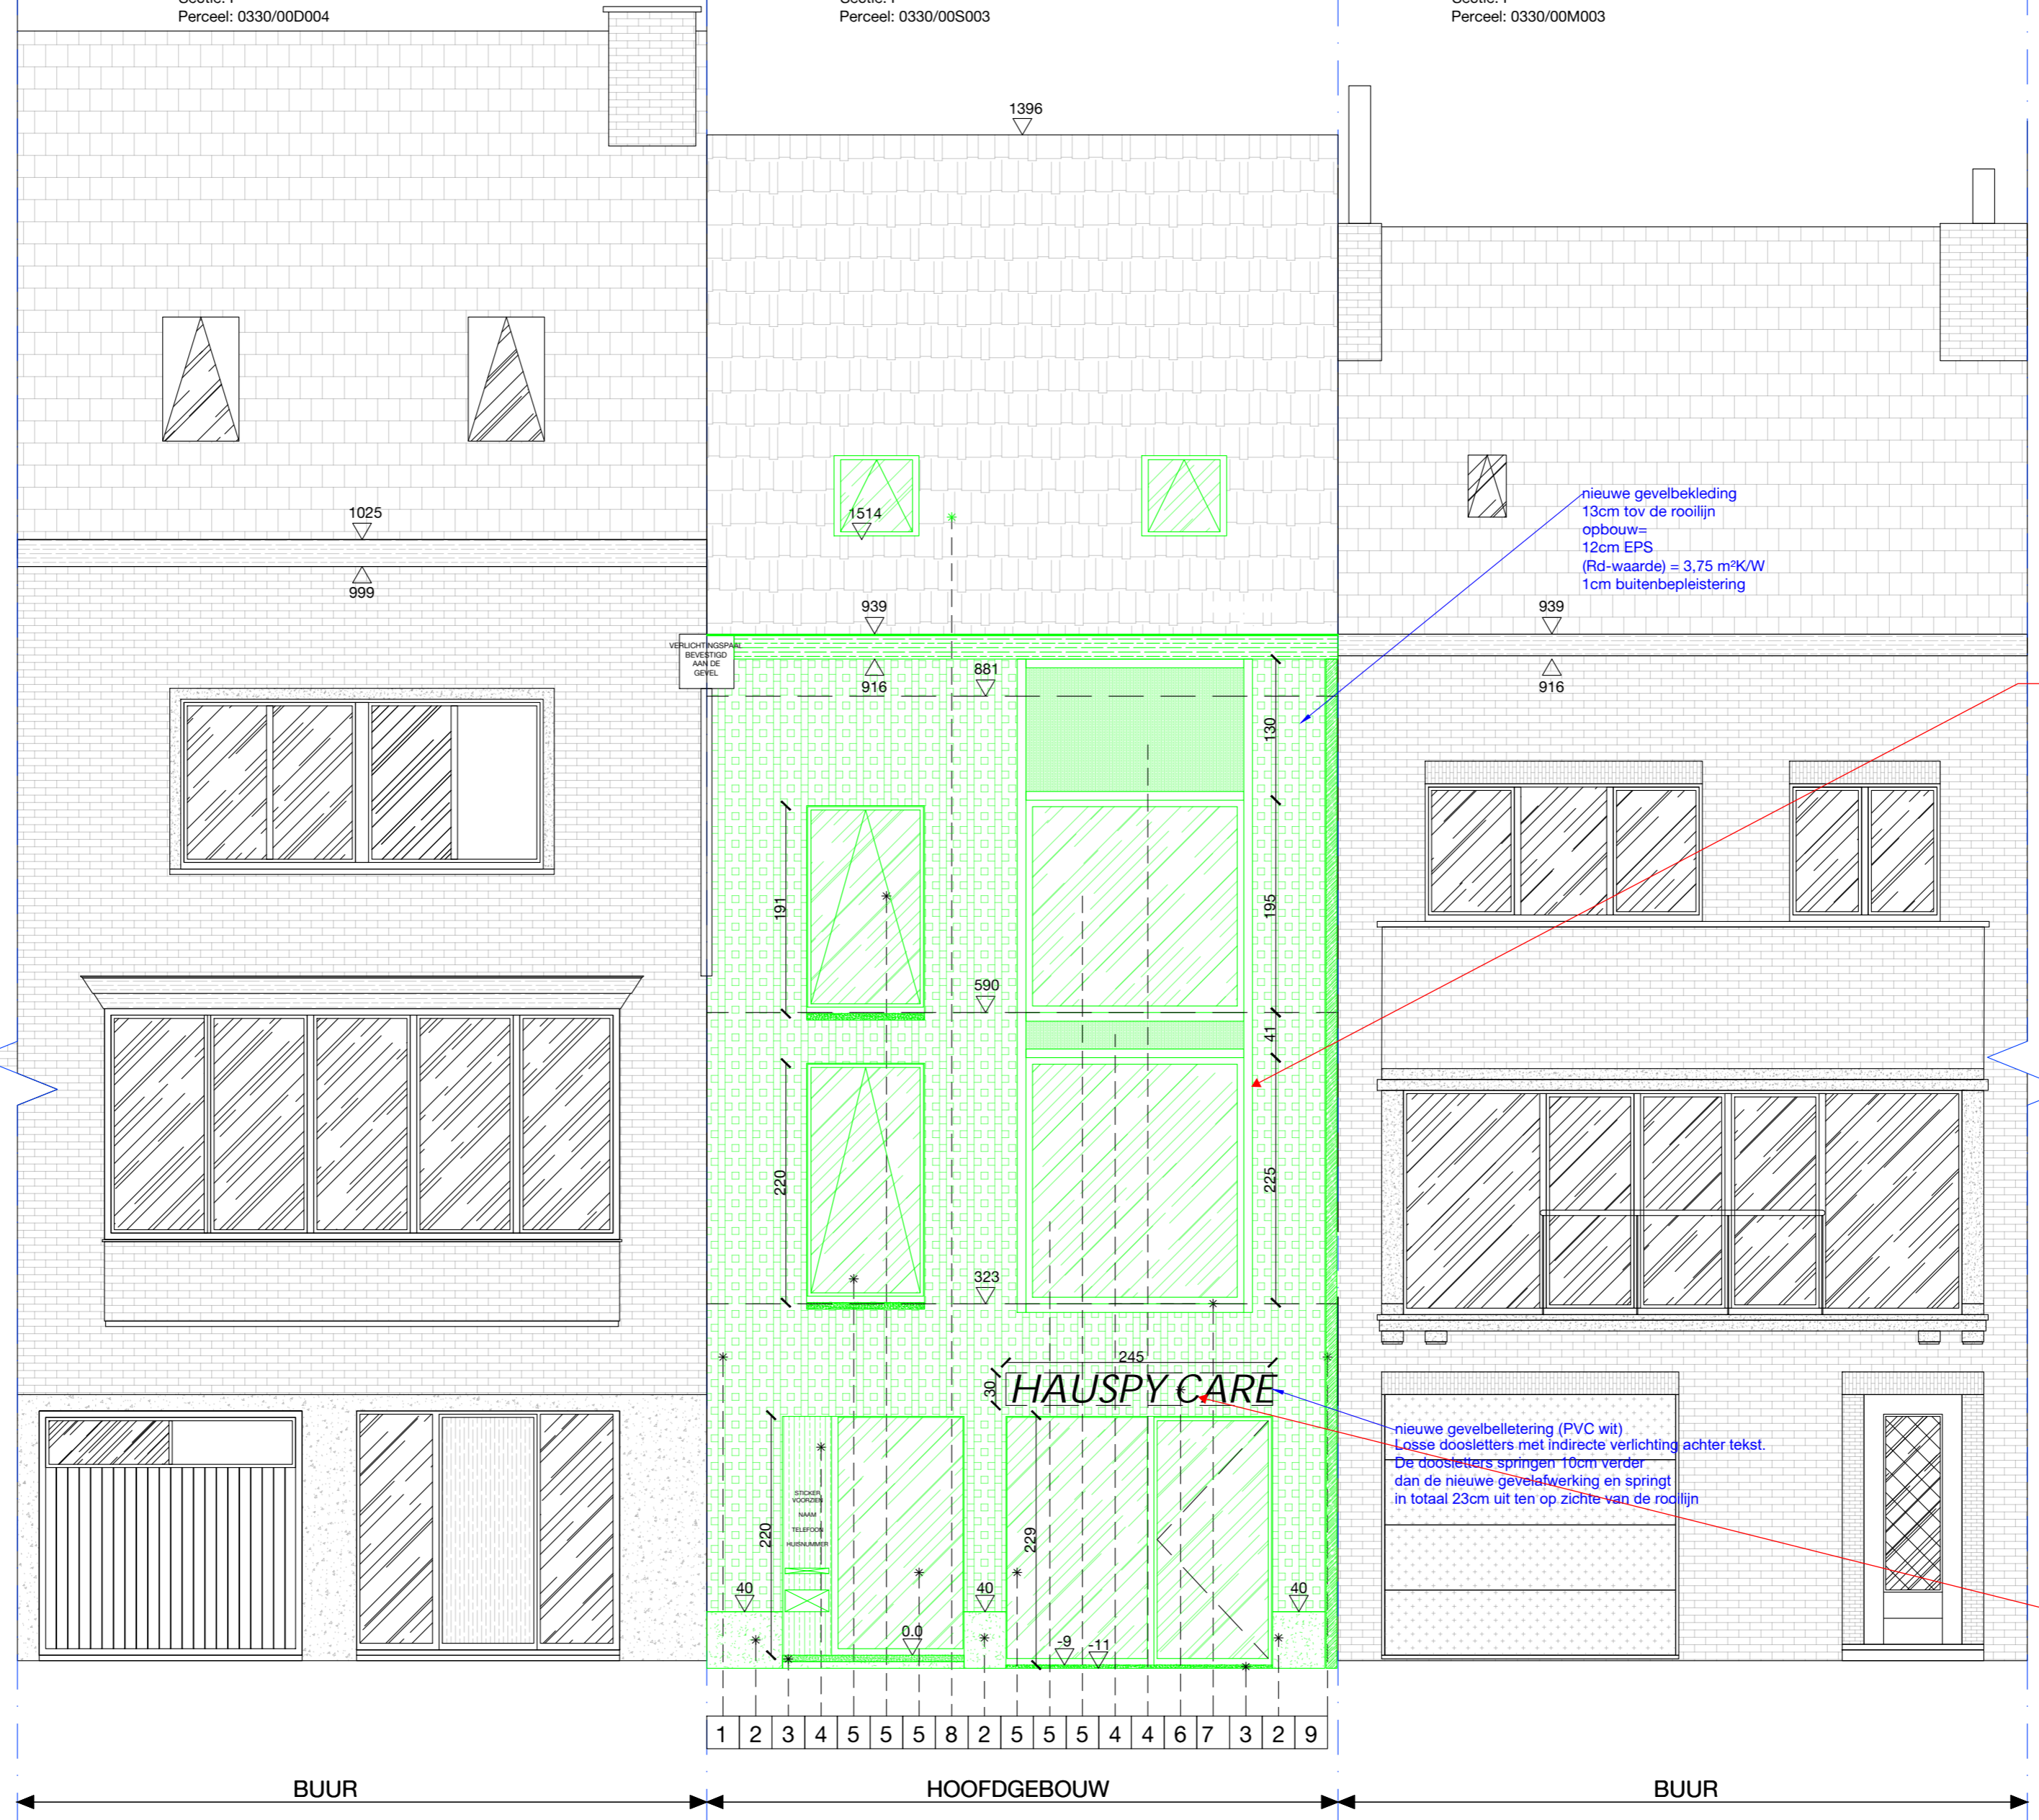 Perceel: 0330/00D004
Perceel: 0330/00S003
Perceel: 0330/00M003
1396
1514
1025
999
939
916
881
939
916
nieuwe gevelbekleding
13cm tov de rooilijn
opbouw=
12cm EPS
(Rd-waarde) = 3,75 m²K/W
1cm buitenbepleistering
VERLICHTINGSPAAL
BEVESTIGD
AAN DE
GEVEL
130
191
195
590
41
220
225
323
245
30
HAUSPY CARE
nieuwe gevelbelletering (PVC wit)
Losse doosletters met indirecte verlichting achter tekst.
De doosletters springen 10cm verder
dan de nieuwe gevelafwerking en springt
in totaal 23cm uit ten op zichte van de rooilijn
STICKER
VOORZIEN
NAAM
TELEFOON
HUISNUMMER
220
229
40
40
40
0.0
-9
-11
1 2 3 4 5 5 5 8 2 5 5 5 4 4 6 7 3 2 9
BUUR
HOOFDGEBOUW
BUUR